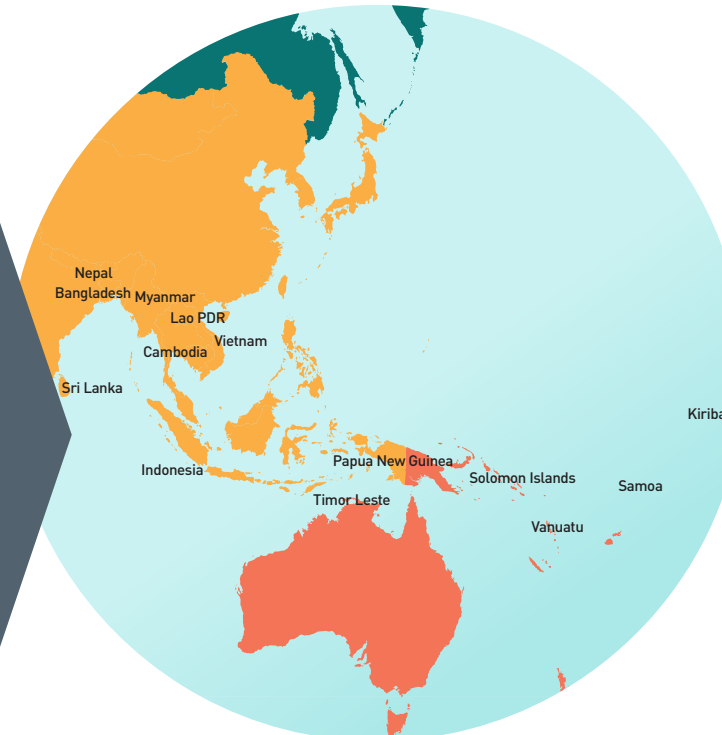 Nepal
Bangladesh
Myanmar
Lao PDR
Vietnam
Cambodia
Sri Lanka
Kiriba
Indonesia
Papua New Guinea
Solomon Islands
Samoa
Timor Leste
Vanuatu